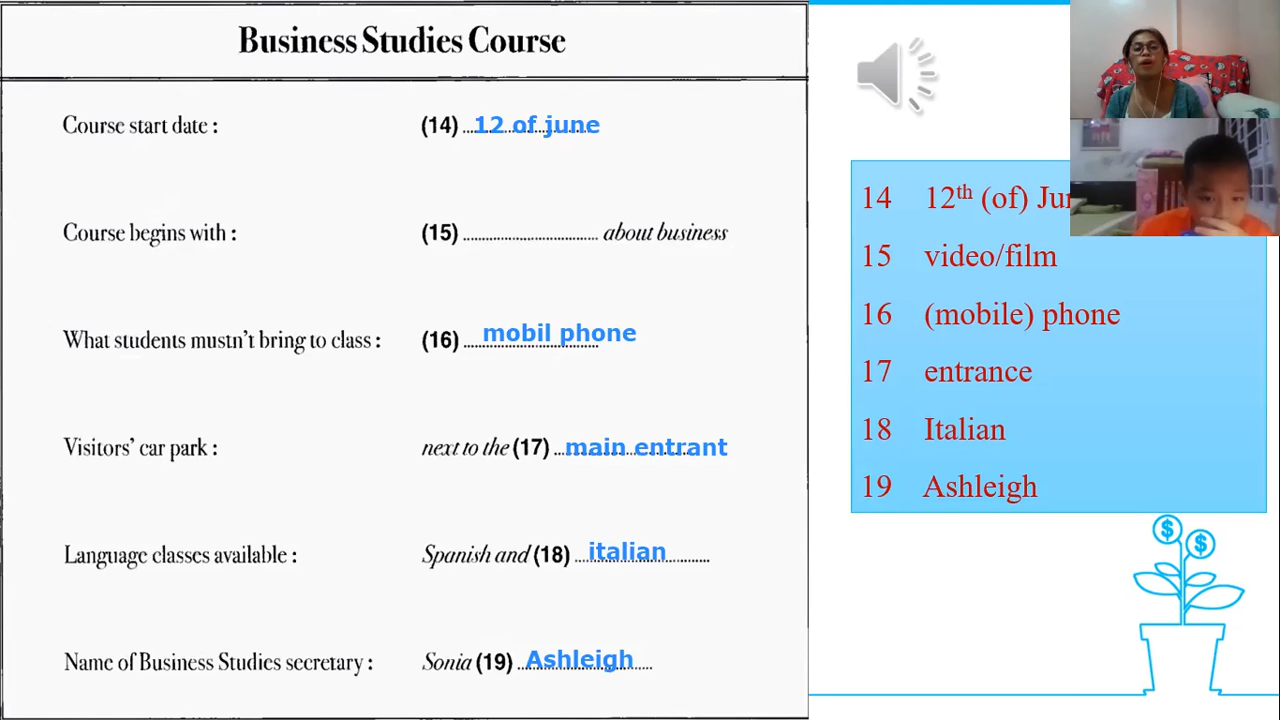 Business Studies Course
Course start date : (14) 12 of june
Course begins with : (15) about business
What students mustn't bring to class : (16) mobil phone
Visitors' car park : next to the (17) main entrant
Language classes available : Spanish and (18) italian
Name of Business Studies secretary : Sonia (19) Ashleigh
14 12th (of)
15 video/film
16 (mobile) phone
17 entrance
18 Italian
19 Ashleigh
$ $